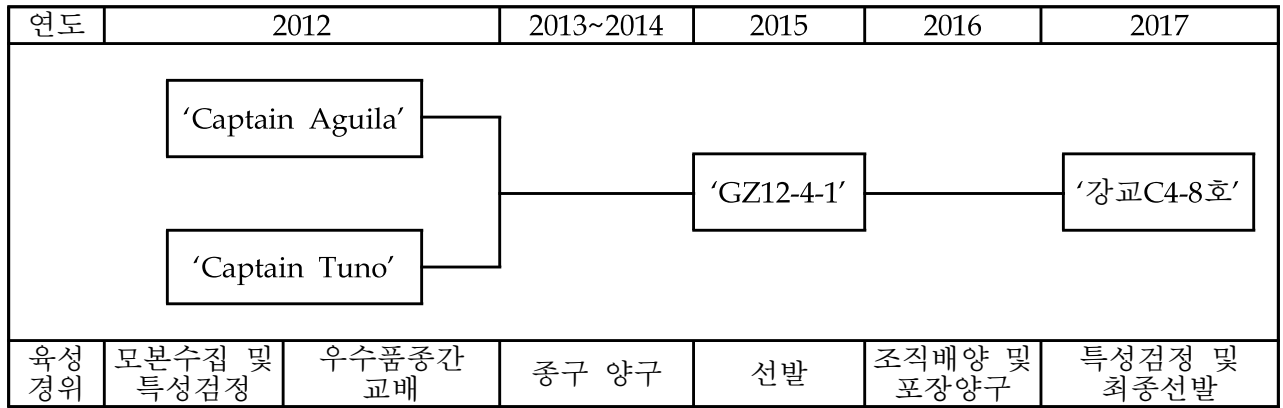 연도 2012 2013~2014 2015 2016 2017
‘Captain Aguila’
‘GZ12-4-1’ ‘강교C4-8호’
‘Captain Tuno’
육성 모본수집 및 우수품종간 종구 양구 선발 조직배양 및 특성검정 및
경위 특성검정 교배 포장양구 최종선발